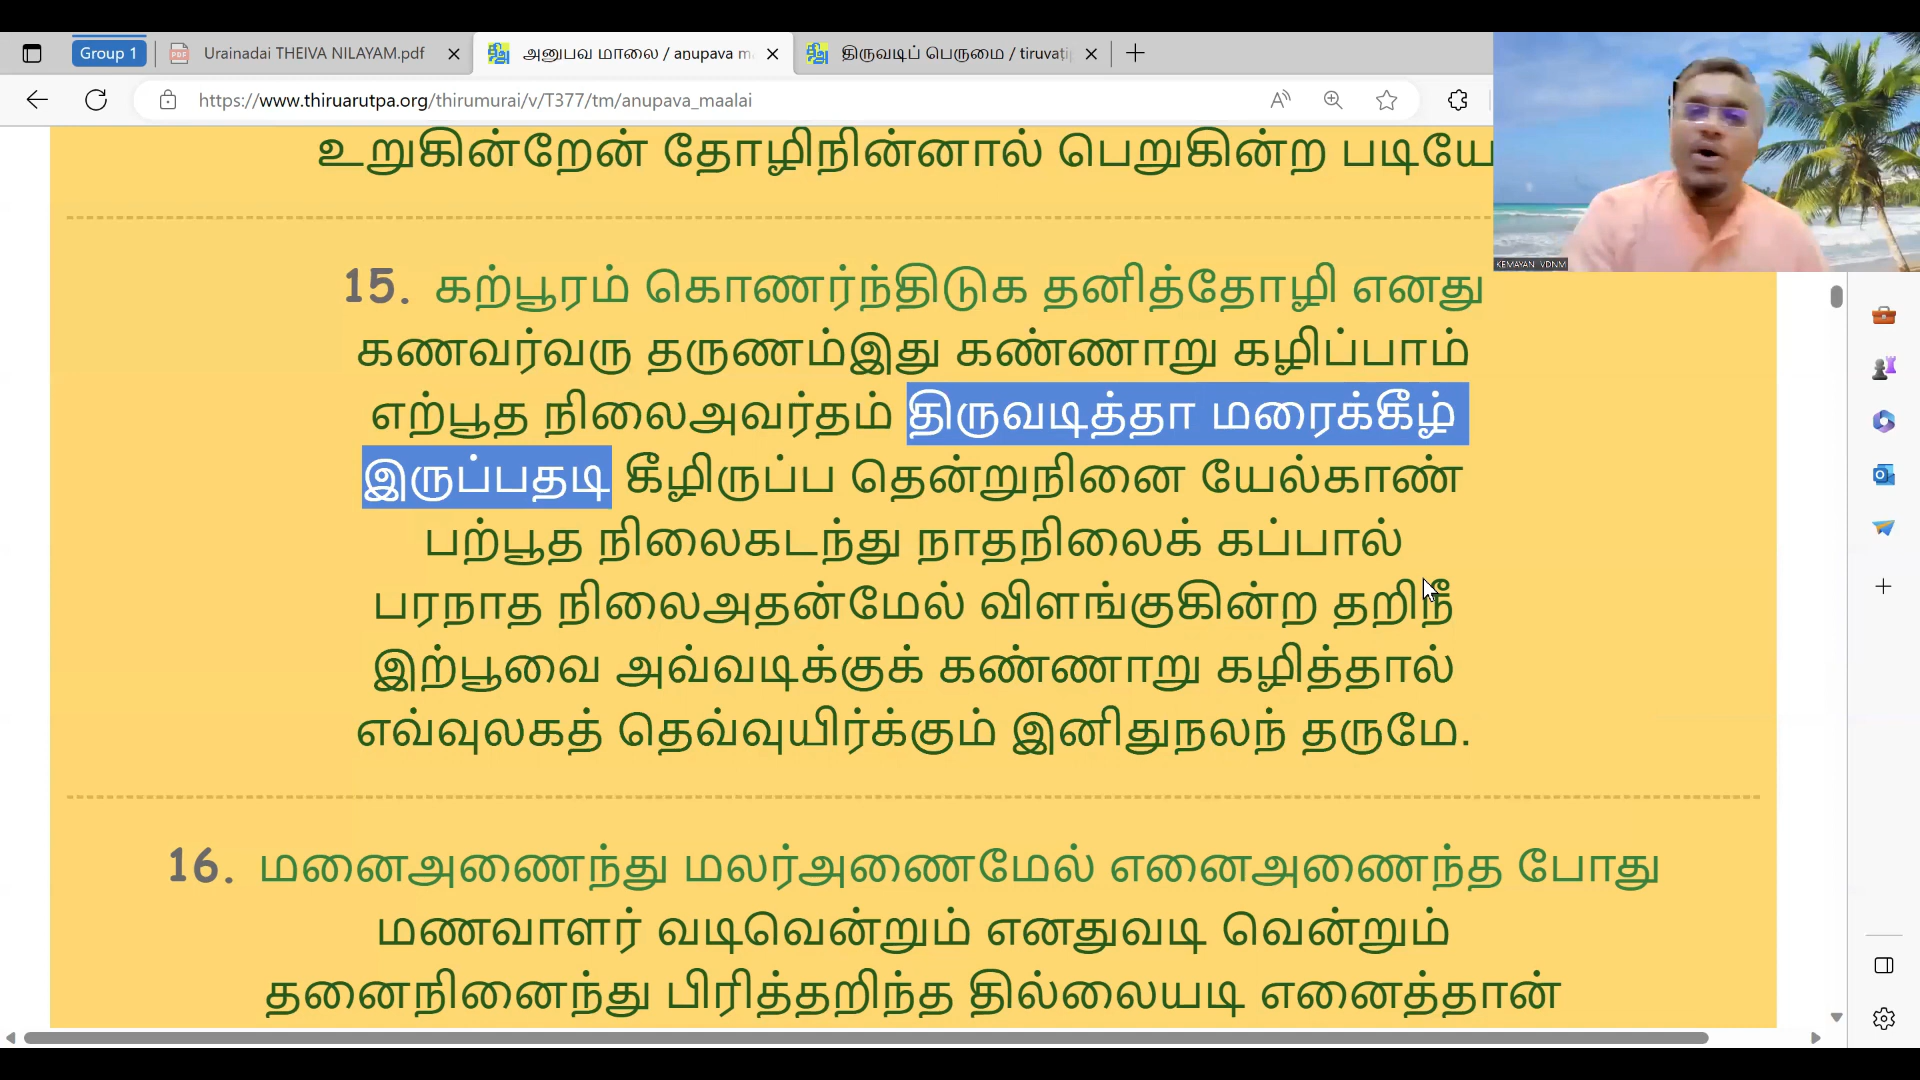 Group 1
Urainadai THEIVA NILAYAM.pdf
அனுபவ மாலை / anupava m
திருவடிப் பெருமை / tiruvaṭi
https://www.thiruarutpa.org/thirumurai/v/T377/tm/anupava_maalai
KEMAYAN_VDNM
உறுகின்றேன் தோழிநின்னால் பெறுகின்ற படியே
15. கற்பூரம் கொணர்ந்திடுக தனித்தோழி எனது
கணவர்வரு தருணம்இது கண்ணாறு கழிப்பாம்
எற்பூத நிலைஅவர்தம் திருவடித்தா மரைக்கீழ்
இருப்பதடி கீழிருப்ப தென்றுநினை யேல்காண்
பற்பூத நிலைகடந்து நாதநிலைக் கப்பால்
பரநாத நிலைஅதன்மேல் விளங்குகின்ற தறிநீ
இற்பூவை அவ்வடிக்குக் கண்ணாறு கழித்தால்
எவ்வுலகத் தெவ்வுயிர்க்கும் இனிதுநலந் தருமே.
16. மனைஅணைந்து மலர்அணைமேல் எனைஅணைந்த போது
மணவாளர் வடிவென்றும் எனதுவடி வென்றும்
தனைநினைந்து பிரித்தறிந்த தில்லையடி எனைத்தான்